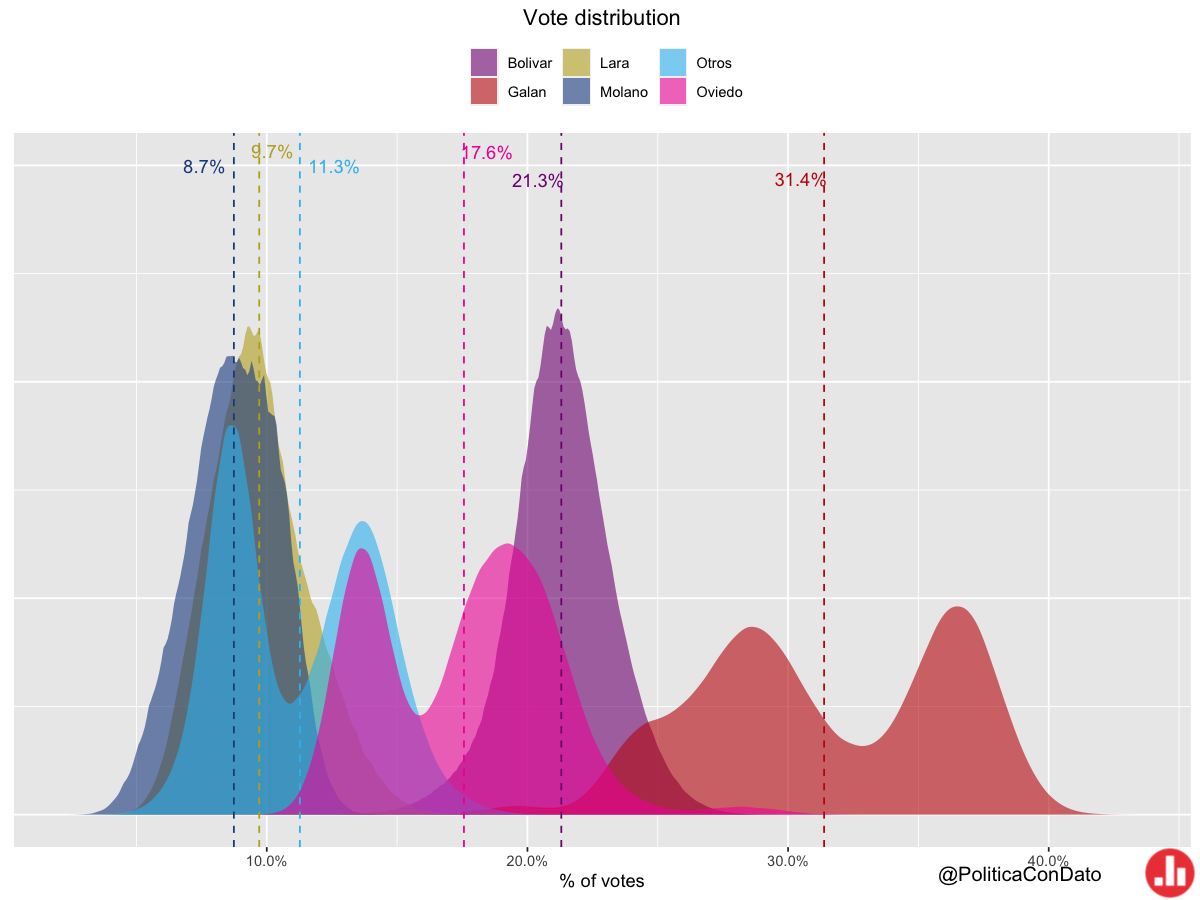 Vote distribution
Bolivar Lara Otros
Galan Molano Oviedo
9.7% 17.6%
8.7% 11.3% 21.3% 31.4%
10.0% 20.0% 30.0% 40.0%
% of votes
@PoliticaConDato